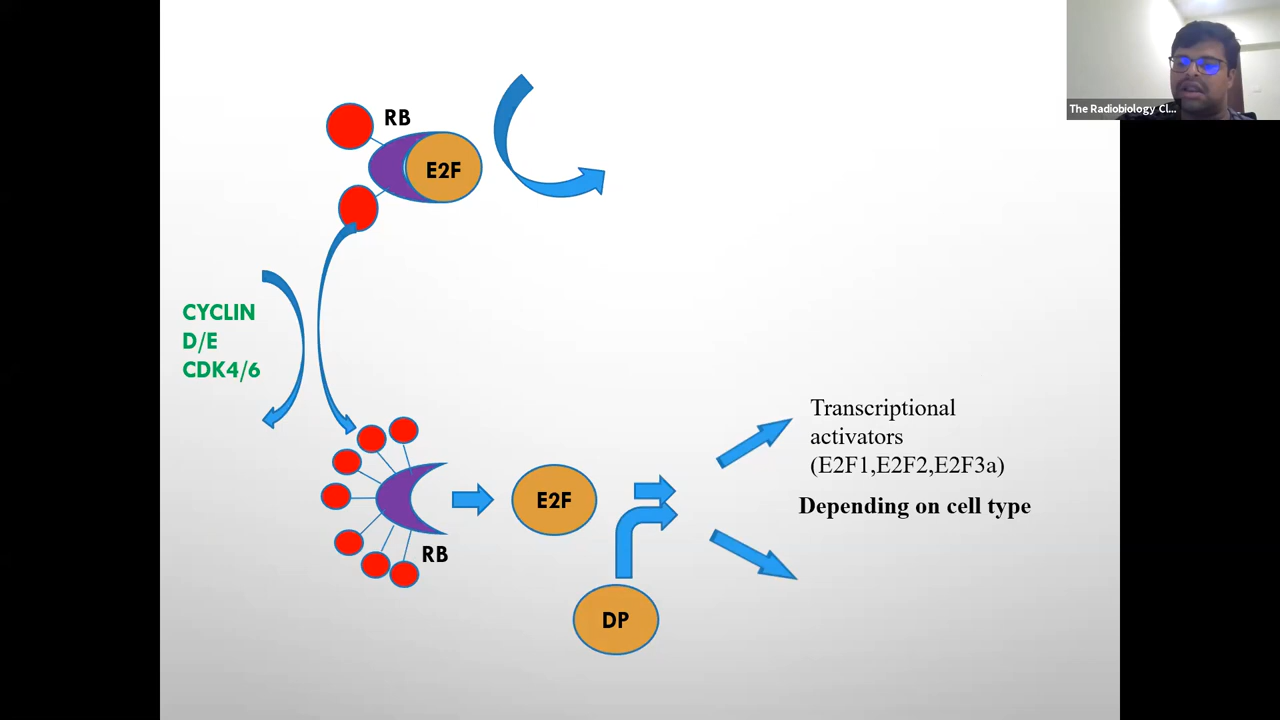 The Radiobiology Cl...
RB
E2F
CYCLIN
D/E
CDK4/6
Transcriptional
activators
(E2F1,E2F2,E2F3a)
Depending on cell type
E2F
RB
DP